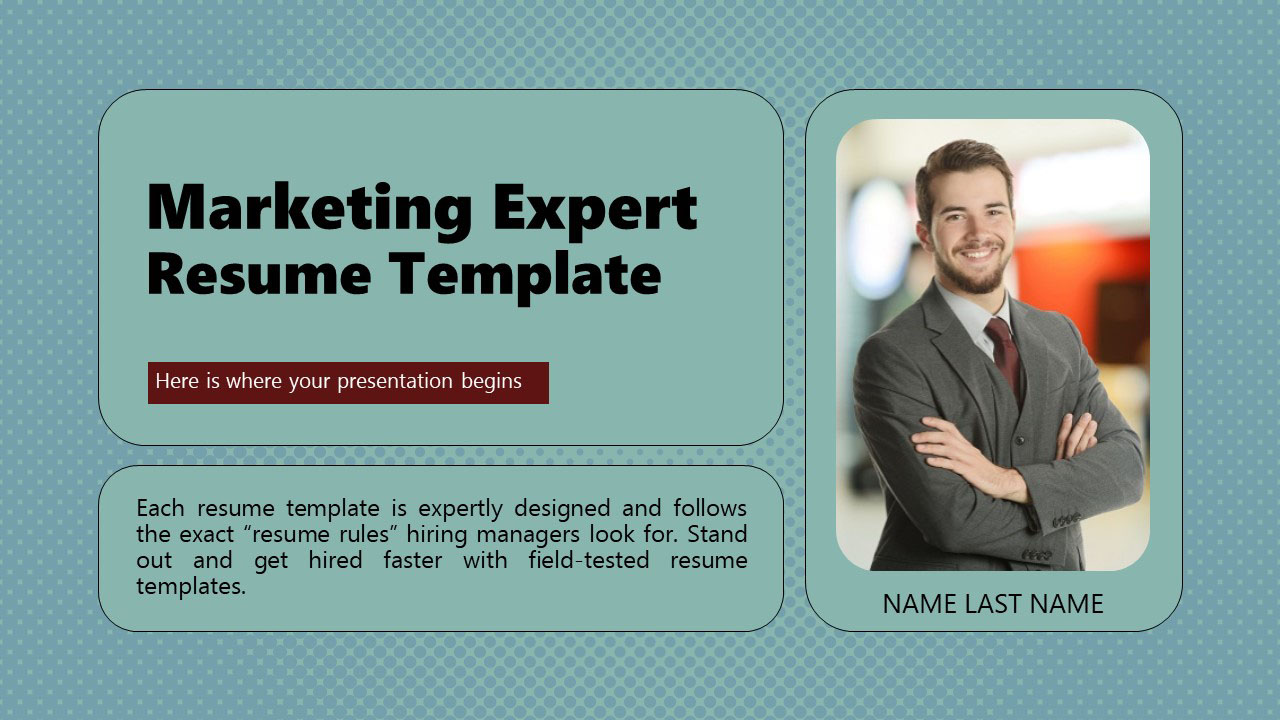 Marketing Expert
Resume Template
Here is where your presentation begins
Each resume template is expertly designed and follows
the exact “resume rules” hiring managers look for. Stand
out and get hired faster with field-tested resume
templates.
NAME LAST NAME